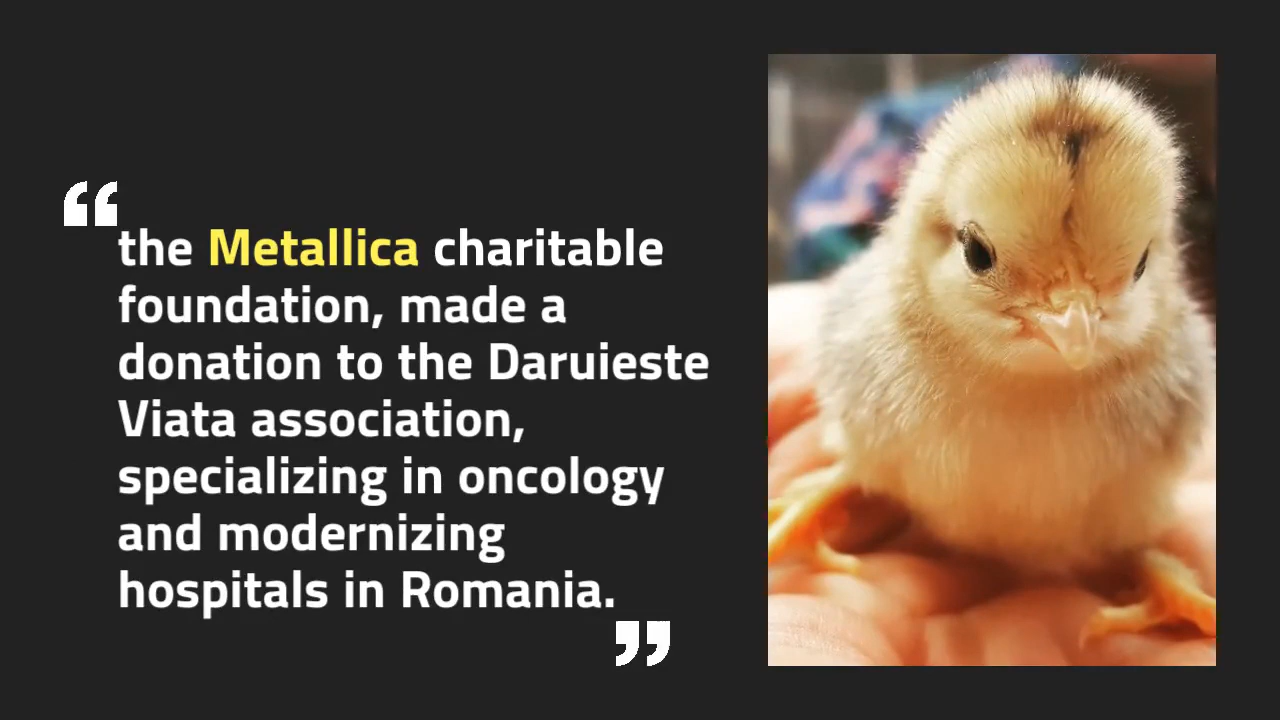 “
the Metallica charitable
foundation, made a
donation to the Daruieste
Viata association,
specializing in oncology
and modernizing
hospitals in Romania.
”